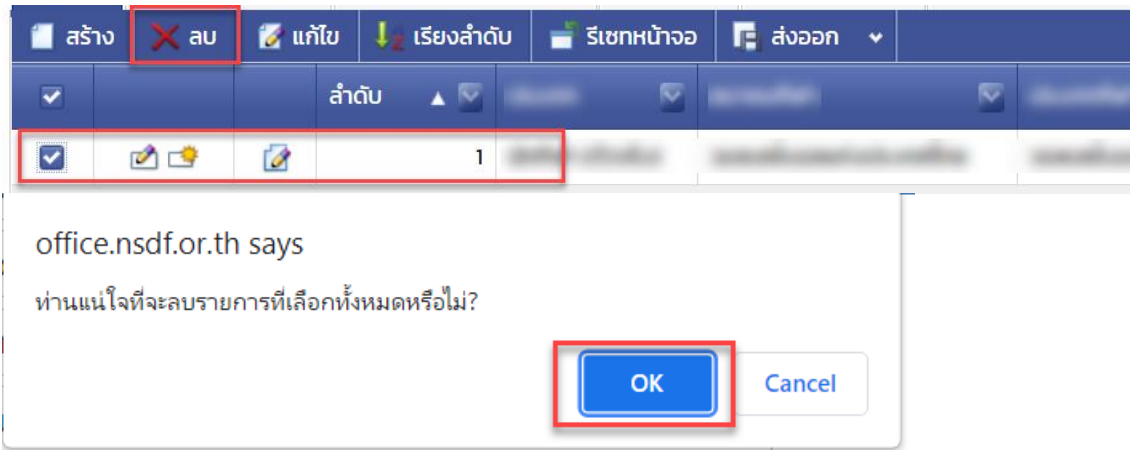 สร้าง ลบ แก้ไข เรียงลำดับ รีเซทหน้าจอ ส่งออก
ลำดับ
1
office.nsdf.or.th says
ท่านแน่ใจที่จะลบรายการที่เลือกทั้งหมดหรือไม่?
OK Cancel